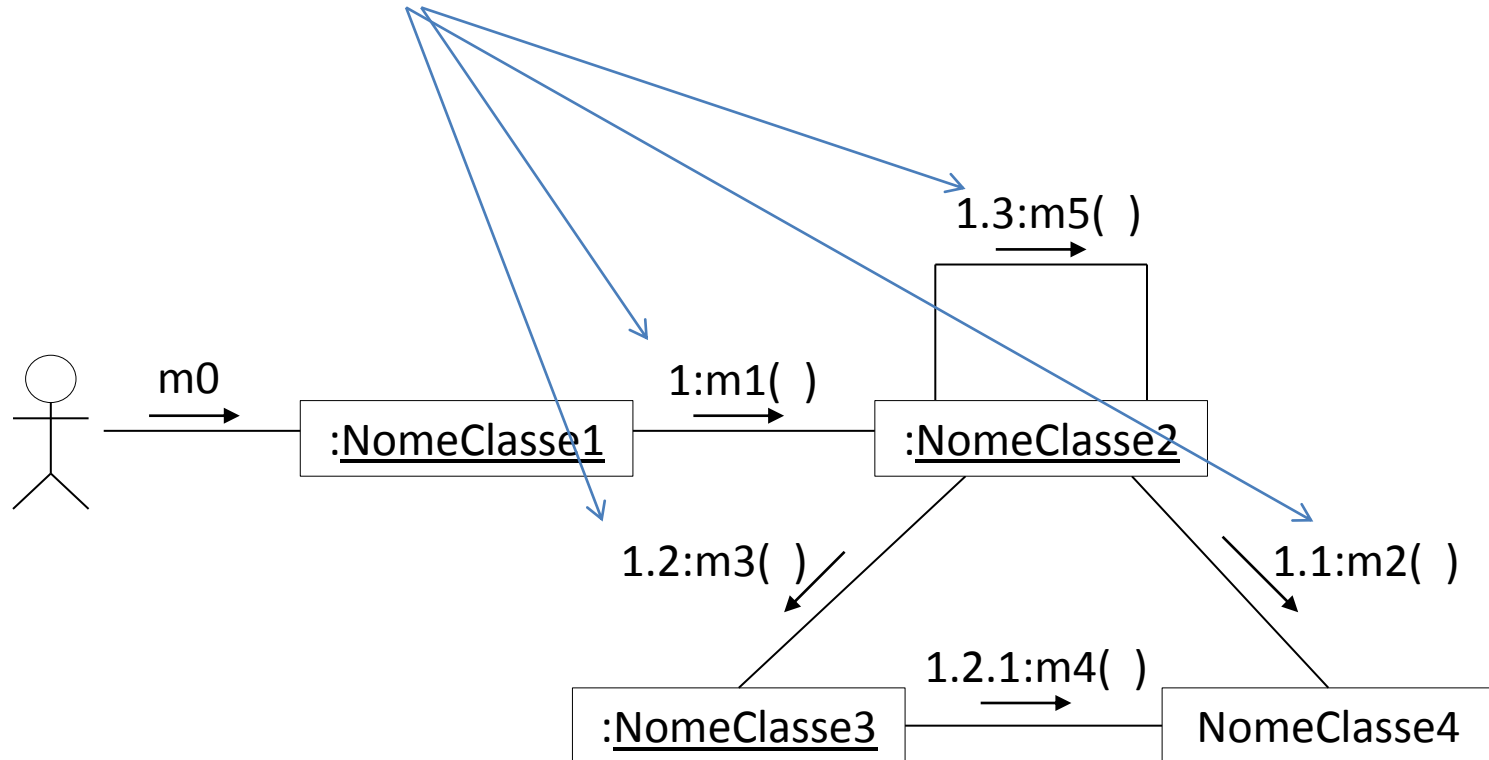 1.3:m5( )
m0
1:m1( )
:NomeClasse1
:NomeClasse2
1.2:m3( )
1.1:m2( )
1.2.1:m4( )
:NomeClasse3
NomeClasse4